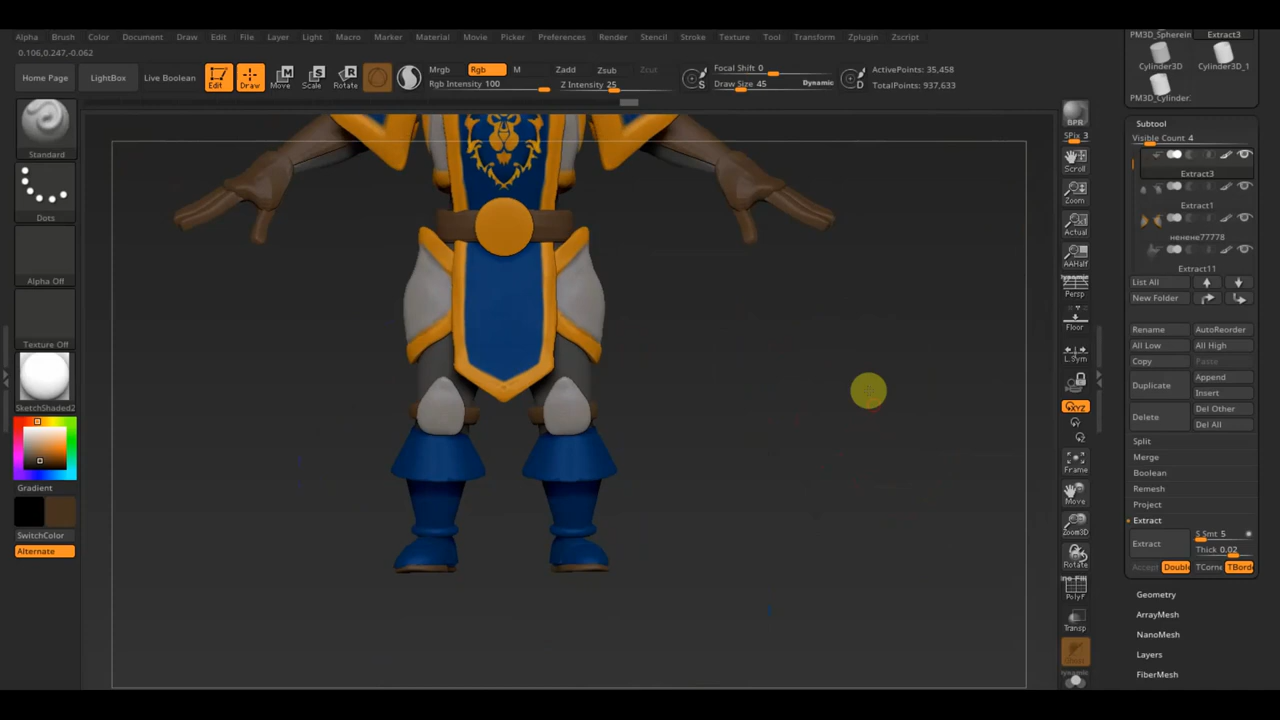 PM3D_Spherein Extract3
Alpha Brush Color Document Draw Edit File Layer Light Macro Marker Material Movie Picker Preferences Render Stencil Stroke Texture Tool Transform Zplugin Zscript
0.106,0.247,-0.062
Cylinder3D Cylinder3D_1
Home Page LightBox Live Boolean Edit Draw Move Scale Rotate
Mrgb Rgb M Zadd Zsub Zcut
Rgb Intensity 100 Z Intensity 25
Focal Shift 0
Draw Size 45 Dynamic
S
D
ActivePoints: 35,458
TotalPoints: 937,633
PM3D_Cylinder.
Standard
Dots
Alpha Off
Texture Off
SketchShaded2
Gradient
SwitchColor
Alternate
BPR
SPix 3
Scroll
Zoom
Actual
AAHalf
Persp
Floor
L.Sym
XYZ
Frame
Move
Zoom3D
Rotate
PolyF
Transp
Subtool
Visible Count 4
Extract3
Extract1
неHене77778
Extract11
List All
New Folder
Rename AutoReorder
All Low All High
Copy Paste
Duplicate Append
Insert
Delete Del Other
Del All
Split
Merge
Boolean
Remesh
Project
Extract
Extract S Smt 5
Thick 0.02
Accept Double TCorne TBorde
Geometry
ArrayMesh
NanoMesh
Layers
FiberMesh